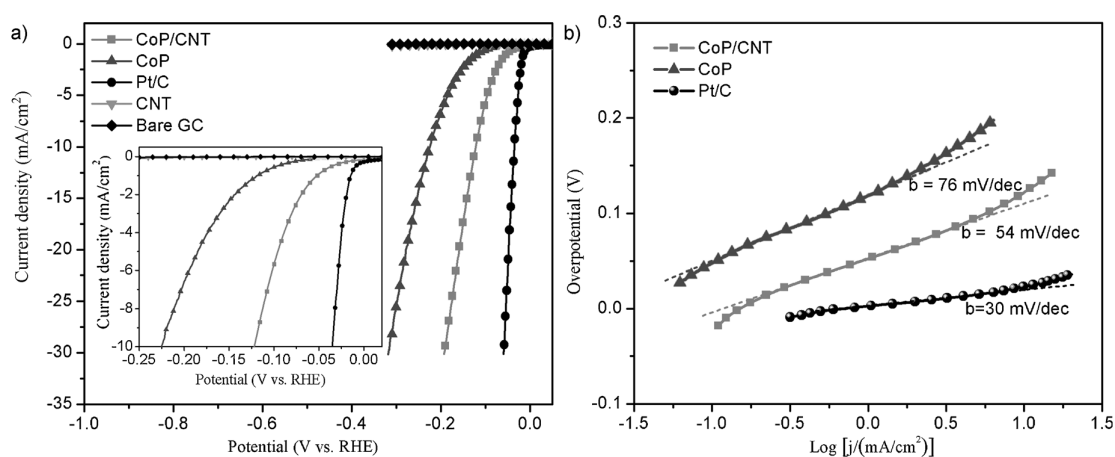 a)
CoP/CNT
CoP
Pt/C
CNT
Bare GC
Current density (mA/cm²)
0
-5
-10
-15
-20
-25
-30
-35
-1.0
-0.8
-0.6
-0.4
-0.2
0.0
Potential (V vs. RHE)
Current density (mA/cm²)
0
-2
-4
-6
-8
-10
-0.25
-0.20
-0.15
-0.10
-0.05
0.00
Potential (V vs. RHE)
b)
CoP/CNT
CoP
Pt/C
Overpotential (V)
0.3
0.2
0.1
0.0
-0.1
b = 76 mV/dec
b = 54 mV/dec
b=30 mV/dec
-1.5
-1.0
-0.5
0.0
0.5
1.0
1.5
Log [j/(mA/cm²]